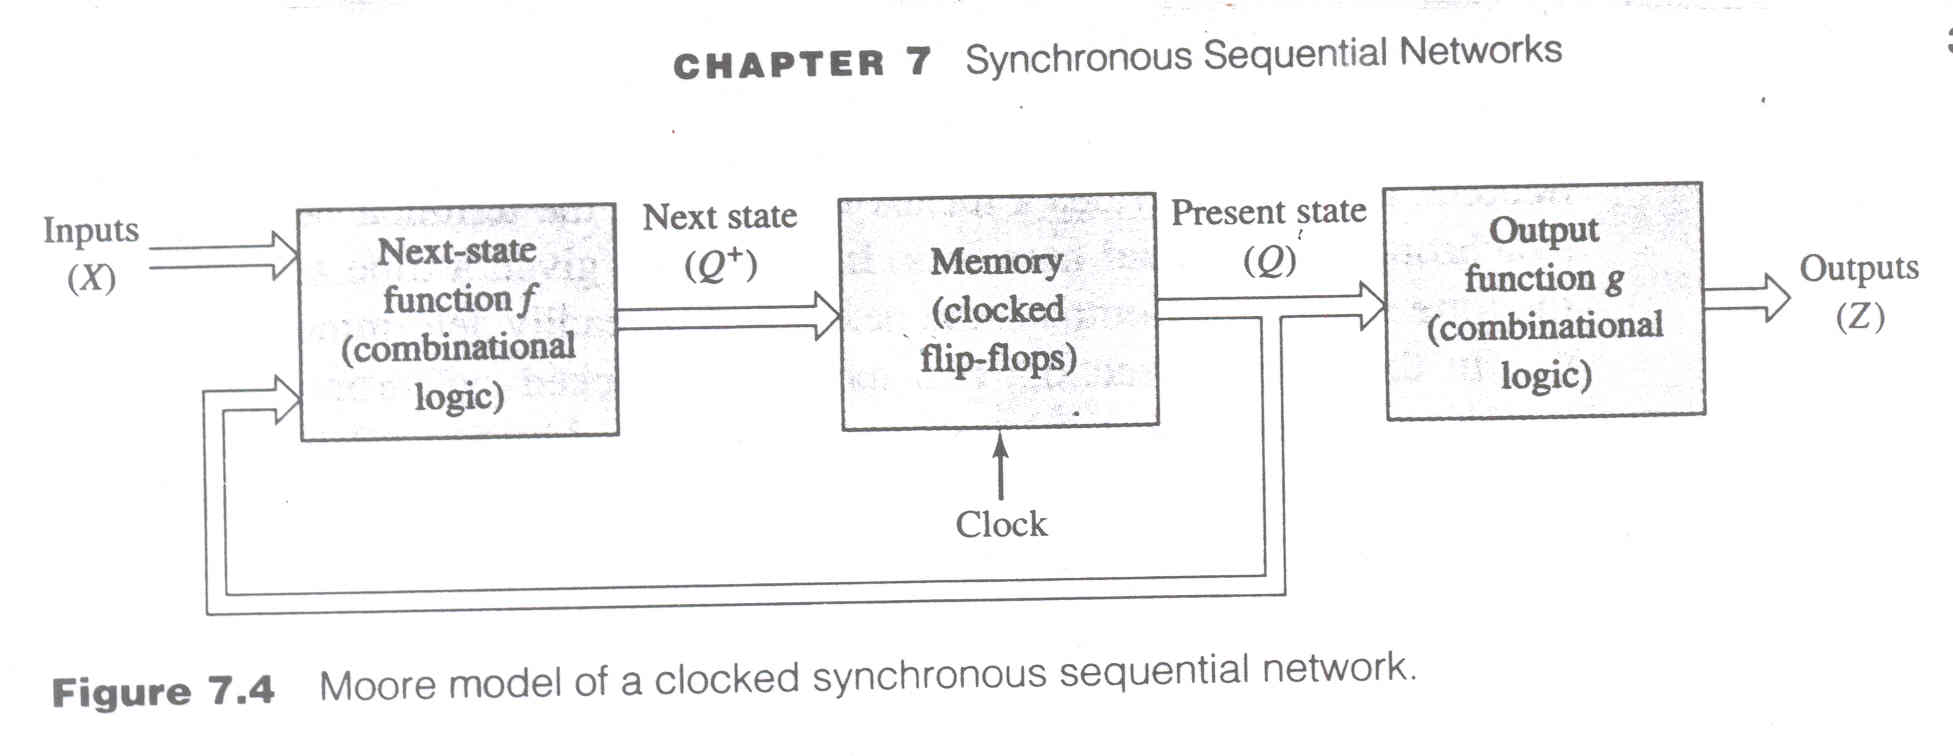 CHAPTER 7 Synchronous Sequential Networks
Inputs
(X)
Next-state
function f
(combinational
logic)
Next state
(Q⁺)
Memory
(clocked
flip-flops)
Clock
Present state
(Q)
Output
function g
(combinational
logic)
Outputs
(Z)
Figure 7.4 Moore model of a clocked synchronous sequential network.